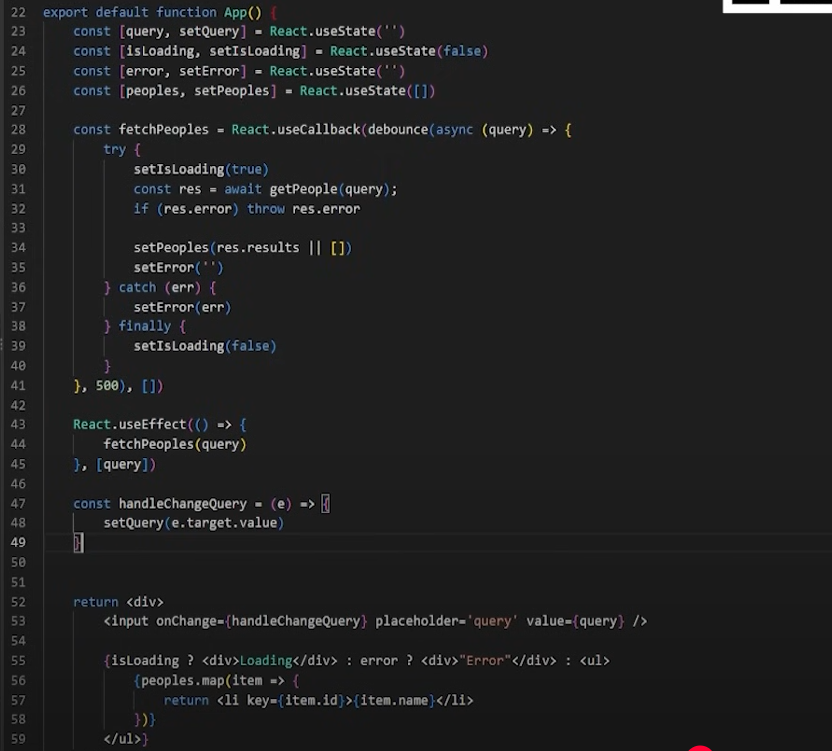 22 export default function App() {
23 const [query, setQuery] = React.useState('')
24 const [isLoading, setIsLoading] = React.useState(false)
25 const [error, setError] = React.useState('')
26 const [peoples, setPeoples] = React.useState([])
27
28 const fetchPeoples = React.useCallback(debounce(async (query) => {
29 try {
30 setIsLoading(true)
31 const res = await getPeople(query);
32 if (res.error) throw res.error
33
34 setPeoples(res.results || [])
35 setError('')
36 } catch (err) {
37 setError(err)
38 } finally {
39 setIsLoading(false)
40 }
41 }, 500), [])
42
43 React.useEffect(() => {
44 fetchPeoples(query)
45 }, [query])
46
47 const handleChangeQuery = (e) => {
48 setQuery(e.target.value)
49 }
50
51
52 return <div>
53 <input onChange={handleChangeQuery} placeholder='query' value={query} />
54
55 {isLoading ? <div>Loading</div> : error ? <div>"Error"</div> : <ul>
56 {peoples.map(item => {
57 return <li key={item.id}>{item.name}</li>
58 })}
59 </ul>}